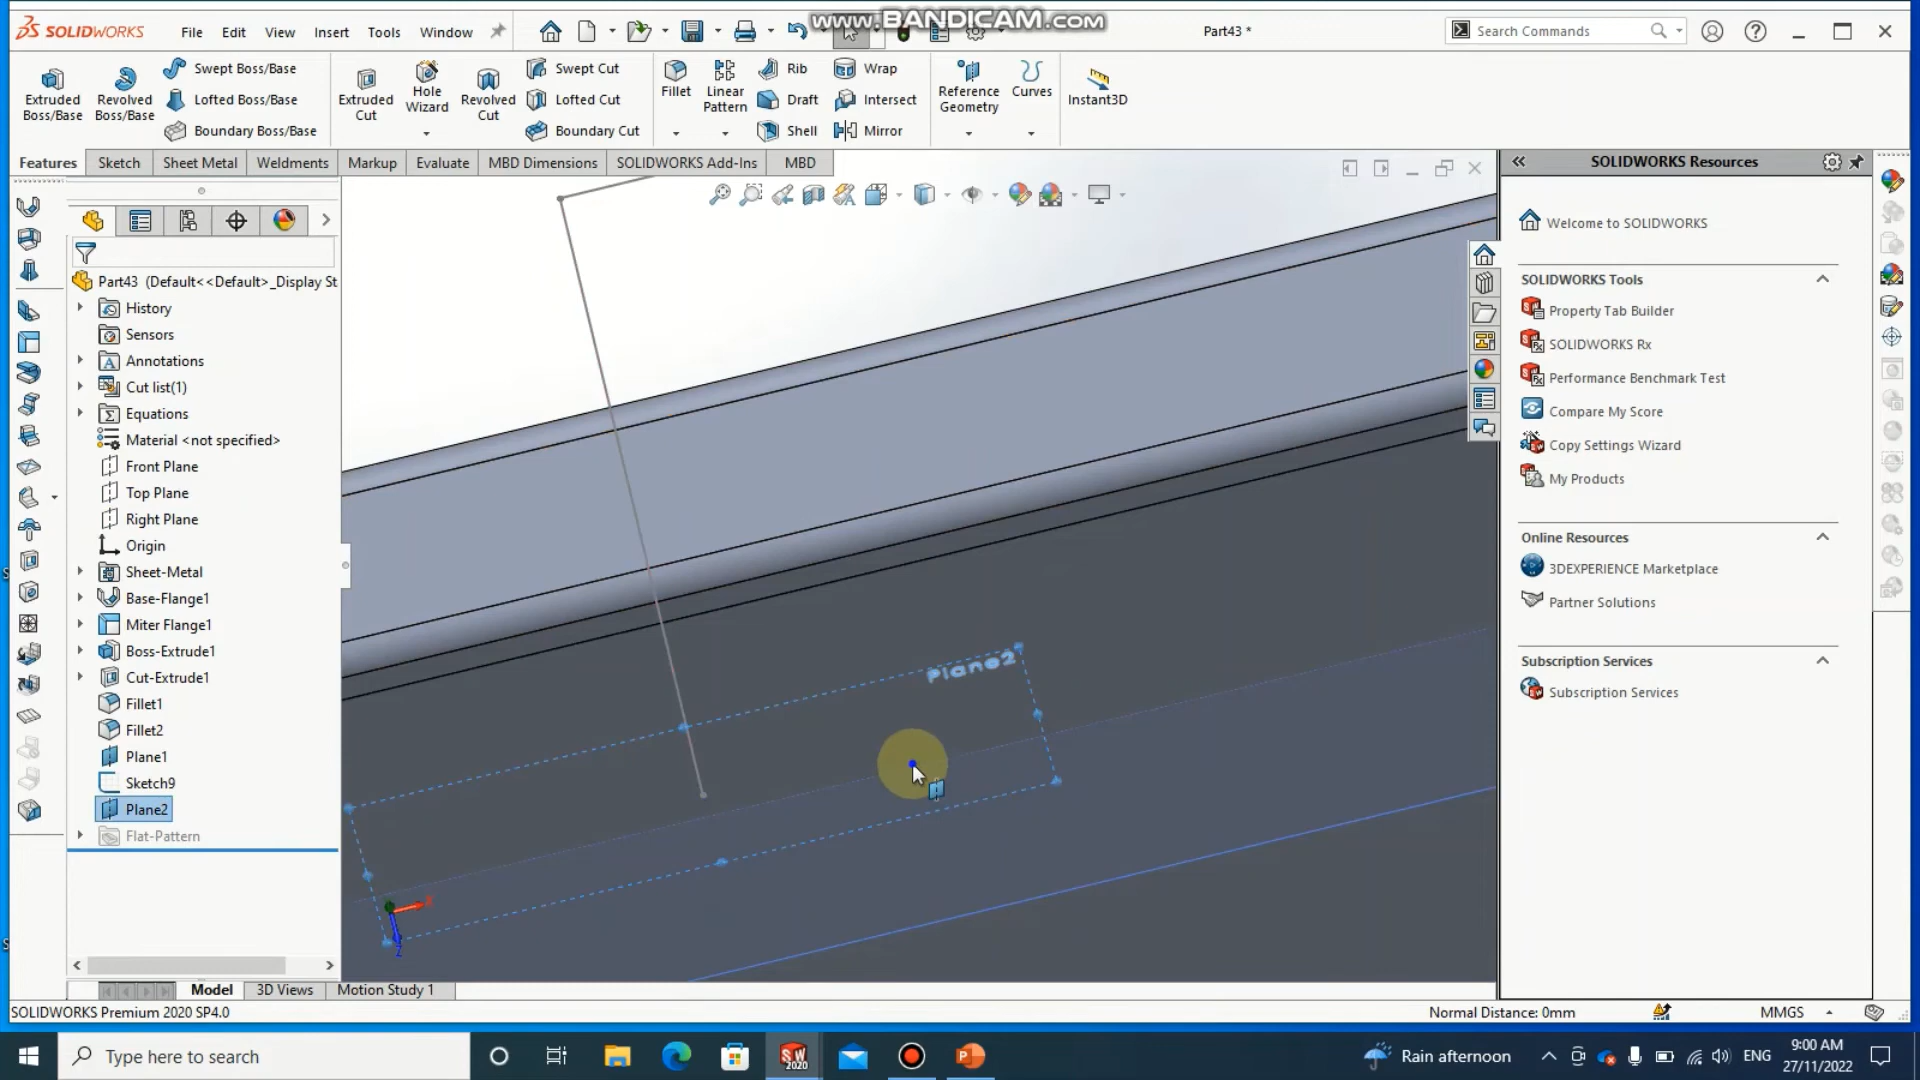 www.BANDICAM.com
SOLIDWORKS
File
Edit
View
Insert
Tools
Window
Part43 *
Search Commands
Extruded Boss/Base
Revolved Boss/Base
Swept Boss/Base
Lofted Boss/Base
Boundary Boss/Base
Extruded Cut
Hole Wizard
Revolved Cut
Swept Cut
Lofted Cut
Boundary Cut
Fillet
Linear Pattern
Rib
Draft
Shell
Wrap
Intersect
Mirror
Reference Geometry
Curves
Instant3D
Features
Sketch
Sheet Metal
Weldments
Markup
Evaluate
MBD Dimensions
SOLIDWORKS Add-Ins
MBD
Part43 (Default<<Default>_Display St
History
Sensors
Annotations
Cut list(1)
Equations
Material <not specified>
Front Plane
Top Plane
Right Plane
Origin
Sheet-Metal
Base-Flange1
Miter Flange1
Boss-Extrude1
Cut-Extrude1
Fillet1
Fillet2
Plane1
Sketch9
Plane2
Flat-Pattern
Plane2
X
Z
SOLIDWORKS Resources
Welcome to SOLIDWORKS
SOLIDWORKS Tools
Property Tab Builder
SOLIDWORKS Rx
Performance Benchmark Test
Compare My Score
Copy Settings Wizard
My Products
Online Resources
3DEXPERIENCE Marketplace
Partner Solutions
Subscription Services
Subscription Services
Model
3D Views
Motion Study 1
SOLIDWORKS Premium 2020 SP4.0
Normal Distance: 0mm
MMGS
Type here to search
SW 2020
Rain afternoon
ENG
9:00 AM
27/11/2022